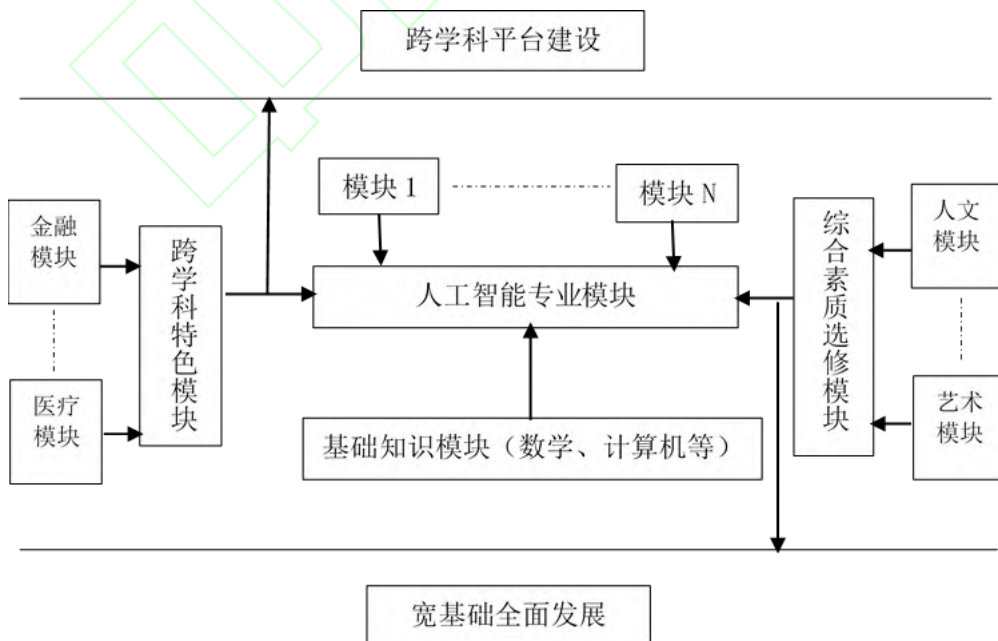 跨学科平台建设
模块 1
模块 N
金融
模块
医疗
模块
跨学科特色模块
人工智能专业模块
基础知识模块（数学、计算机等）
综合素质选修模块
人文
模块
艺术
模块
宽基础全面发展